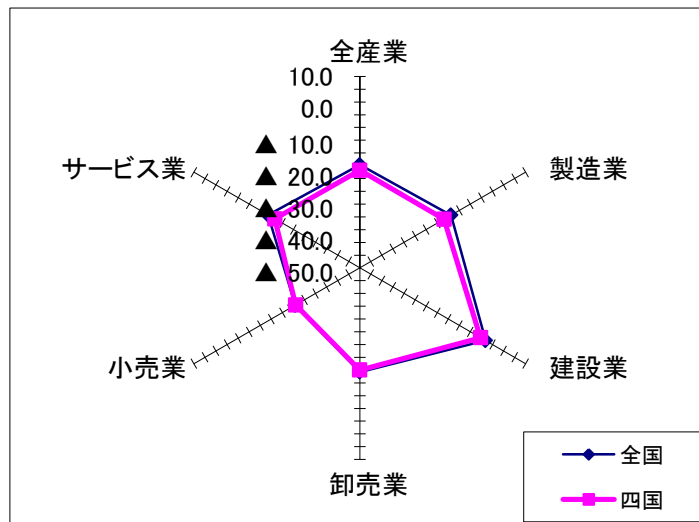 全産業
10.0
0.0
▲ 10.0
▲ 20.0
▲ 30.0
▲ 40.0
▲ 50.0
サービス業
製造業
小売業
建設業
卸売業
全国
四国